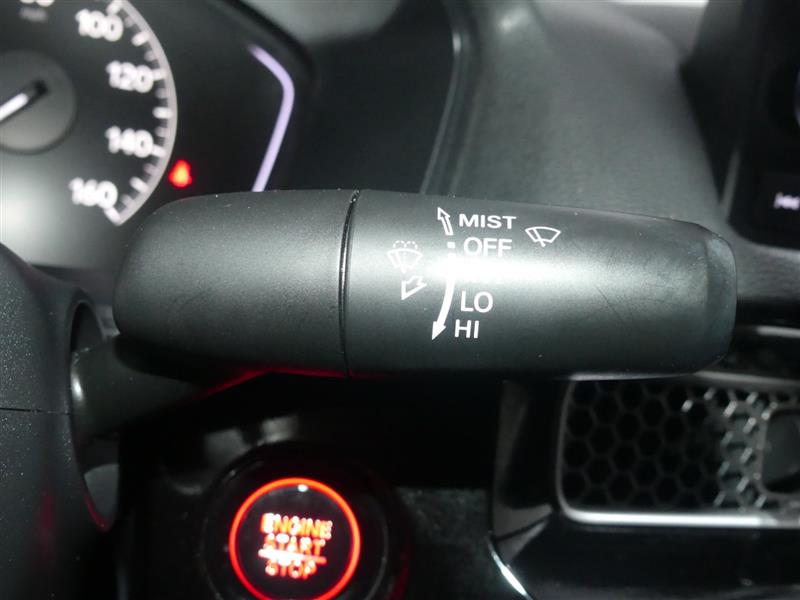 100
120
140
160
MIST
OFF
LO
HI
ENGINE
START
STOP